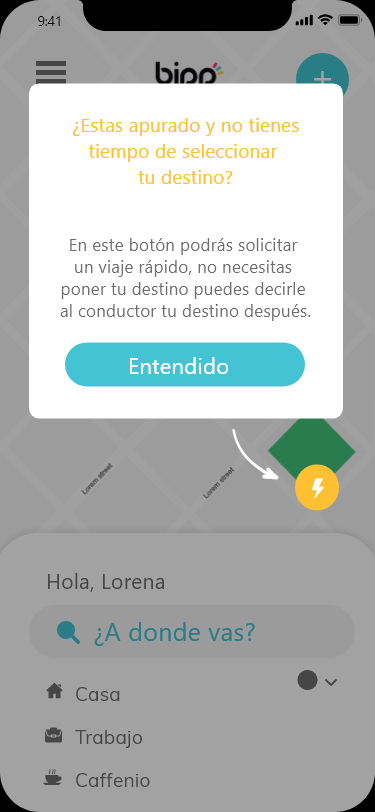 9:41
bipp
¿Estas apurado y no tienes
tiempo de seleccionar
tu destino?
En este botón podrás solicitar
un viaje rápido, no necesitas
poner tu destino puedes decirle
al conductor tu destino después.
Entendido
Lorem street
Lorem street
Hola, Lorena
¿A donde vas?
Casa
Trabajo
Caffenio